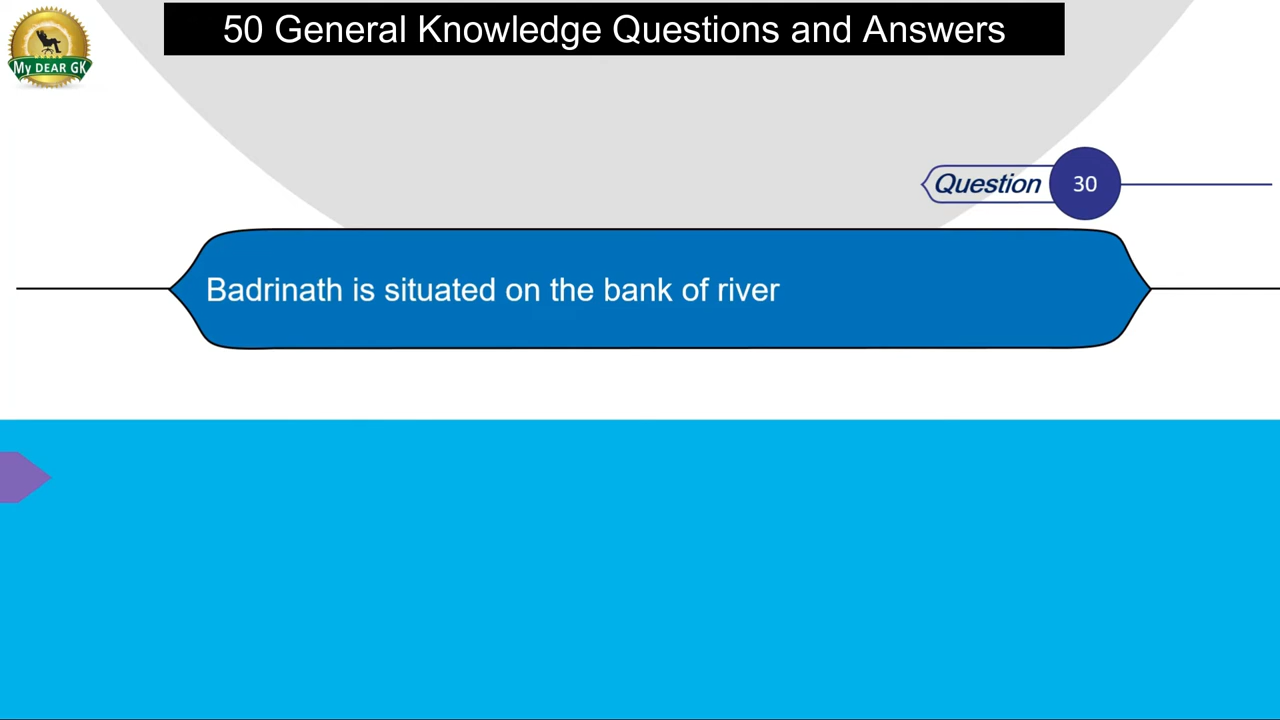 50 General Knowledge Questions and Answers
My DEAR GK
Question 30
Badrinath is situated on the bank of river